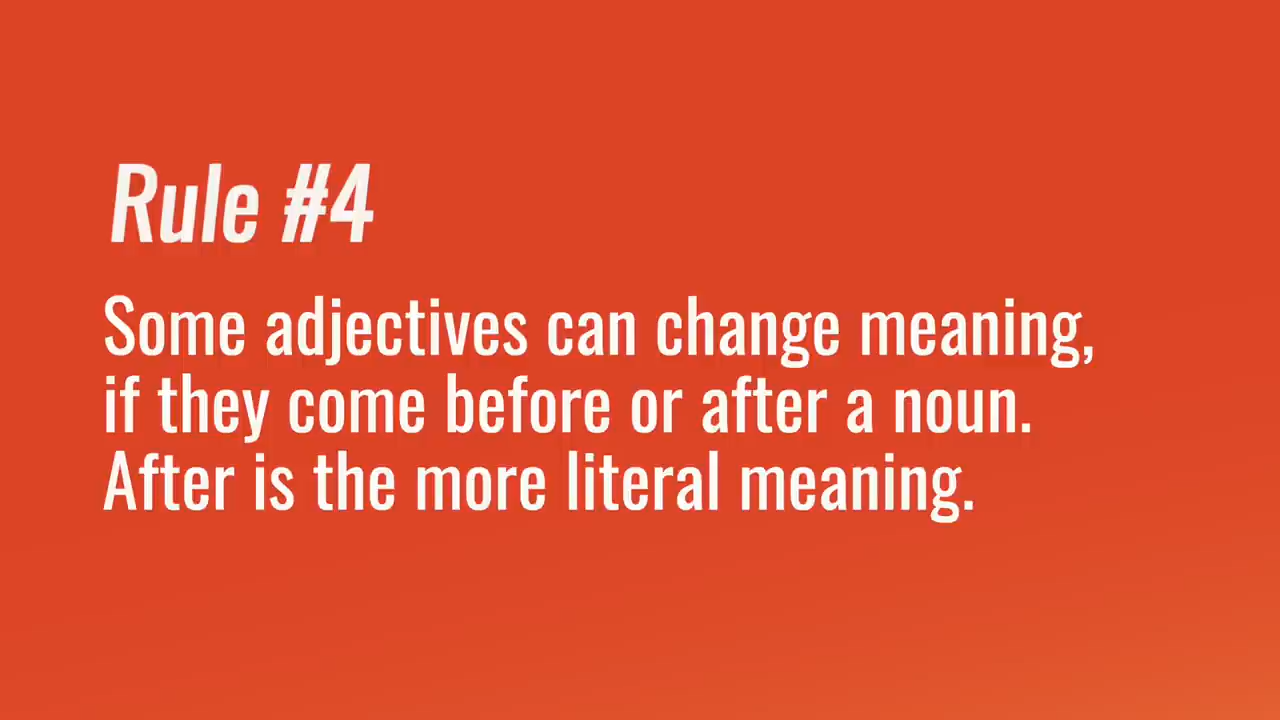 Rule #4
Some adjectives can change meaning,
if they come before or after a noun.
After is the more literal meaning.